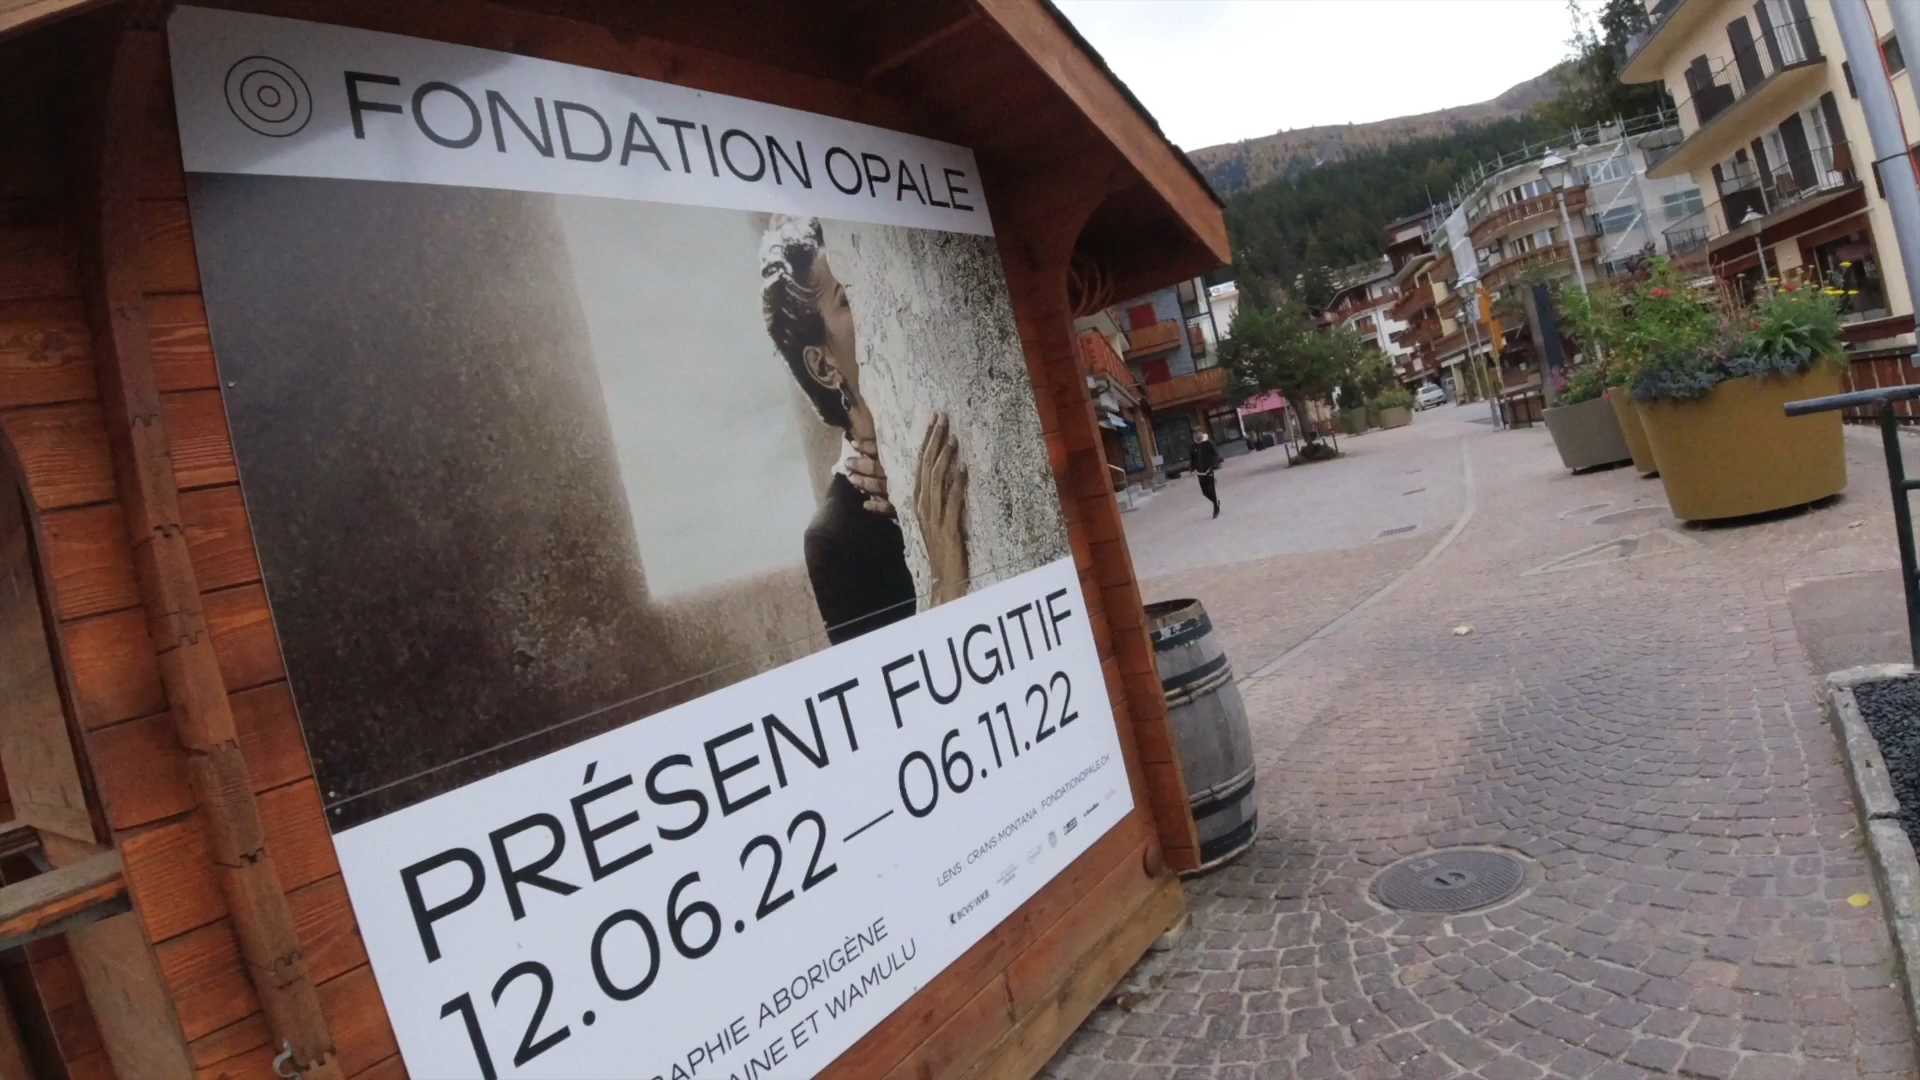 FONDATION OPALE
PRÉSENT FUGITIF
12.06.22—06.11.22
LENS · CRANS-MONTANA · FONDATIONOPALE.CH
BCVS WKB
RAPHIE ABORIGÈNE
AINE ET WAMULU